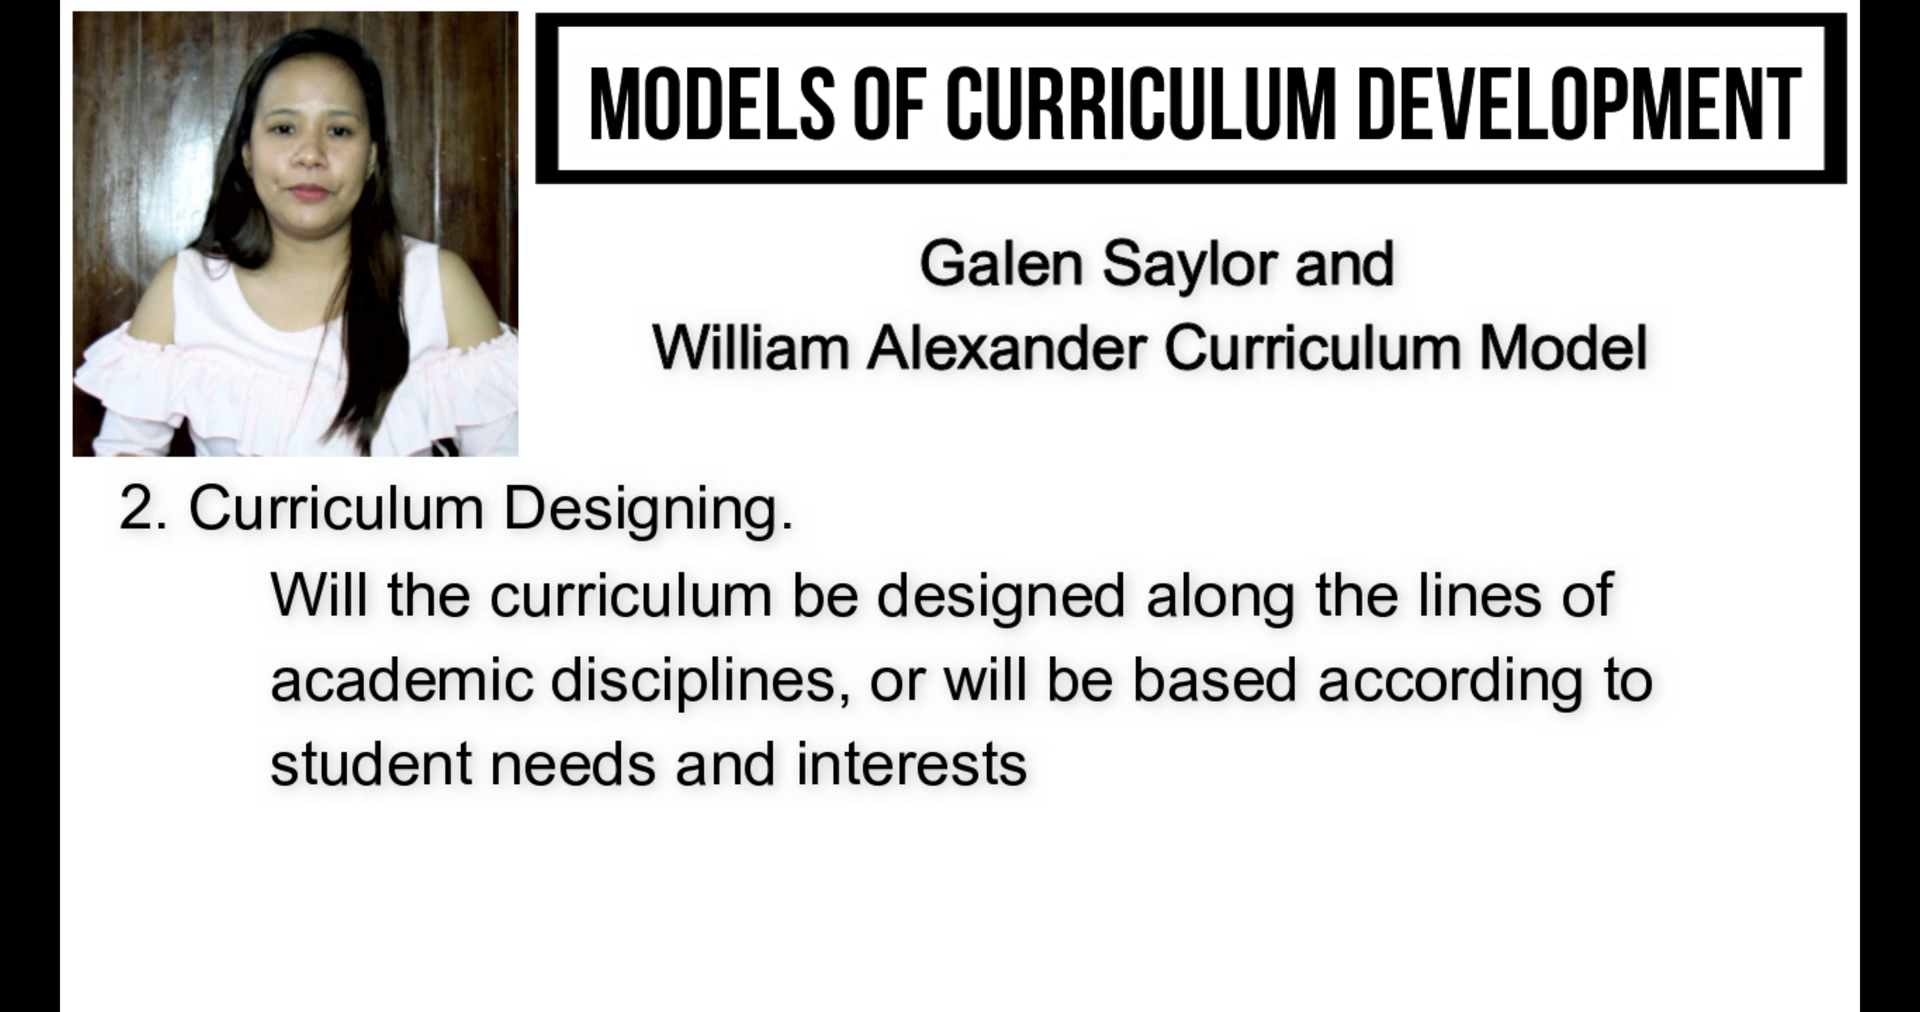 MODELS OF CURRICULUM DEVELOPMENT
Galen Saylor and
William Alexander Curriculum Model
2. Curriculum Designing.
Will the curriculum be designed along the lines of
academic disciplines, or will be based according to
student needs and interests